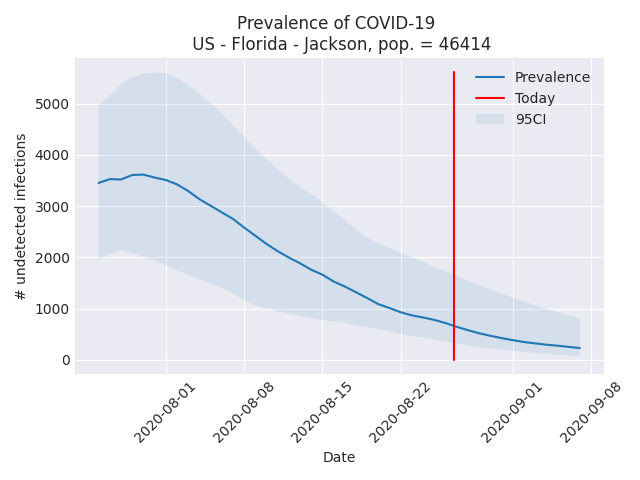 Prevalence of COVID-19
US - Florida - Jackson, pop. = 46414
# undetected infections
5000
4000
3000
2000
1000
0
Prevalence
Today
95CI
2020-08-01
2020-08-08
2020-08-15
2020-08-22
2020-09-01
2020-09-08
Date